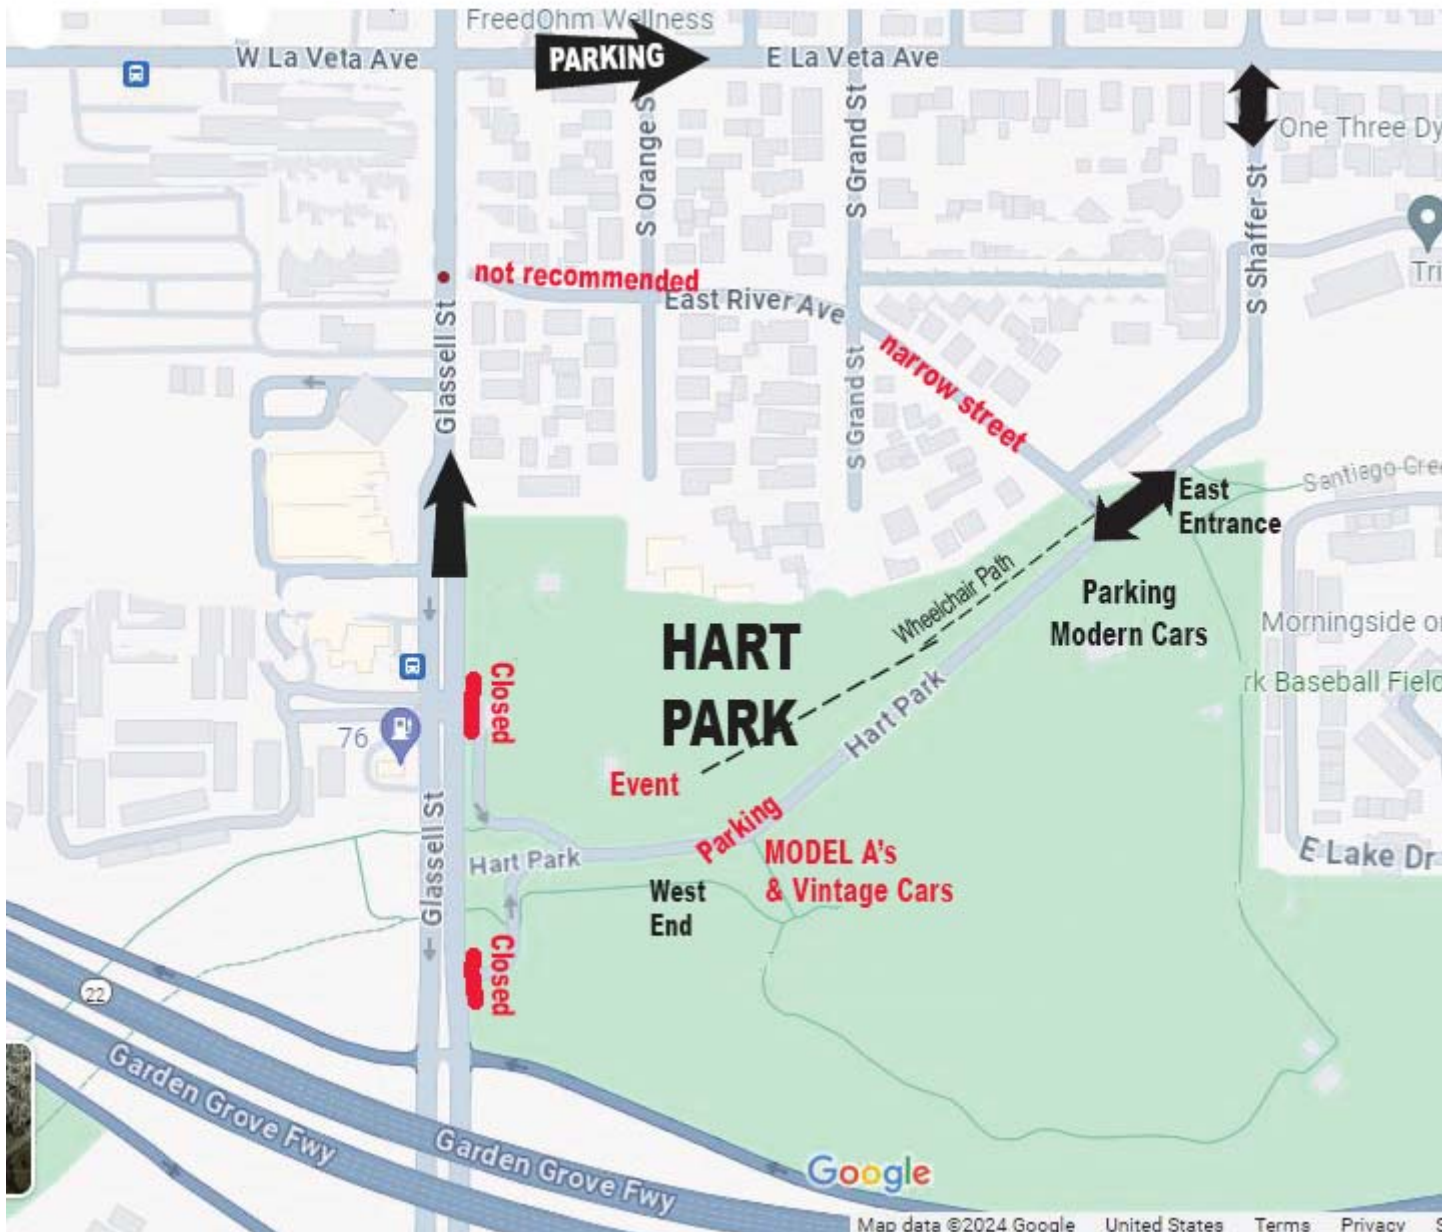 FreedOhm Wellness
W La Veta Ave
PARKING
E La Veta Ave
One Three Dy
S Orange S
S Grand St
S Shaffer St
Tri
not recommended
East River Ave
Glassell St
narrow street
S Grand St
Santiago Cree
East
Entrance
Parking
Modern Cars
Wheelchair Path
HART
PARK
Morningside on
rk Baseball Field
Closed
76
Hart Park
Event
Parking
MODEL A's
& Vintage Cars
Hart Park
E Lake Dr
West
End
Glassell St
Closed
22
Garden Grove Fwy
Garden Grove Fwy
Google
Map data ©2024 Google United States Terms Privacy